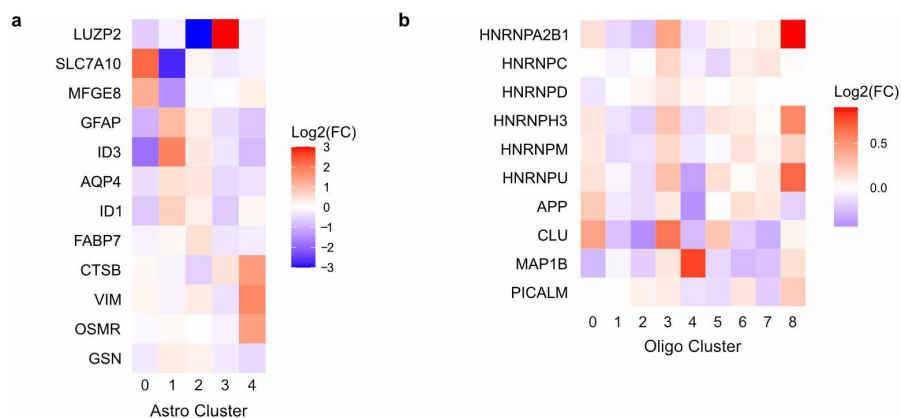 a
LUZP2
SLC7A10
MFGE8
GFAP
ID3
AQP4
ID1
FABP7
CTSB
VIM
OSMR
GSN
0 1 2 3 4
Astro Cluster
Log2(FC)
3
2
1
0
−1
−2
−3
b
HNRNPA2B1
HNRNPC
HNRNPD
HNRNPH3
HNRNPM
HNRNPU
APP
CLU
MAP1B
PICALM
0 1 2 3 4 5 6 7 8
Oligo Cluster
Log2(FC)
0.5
0.0